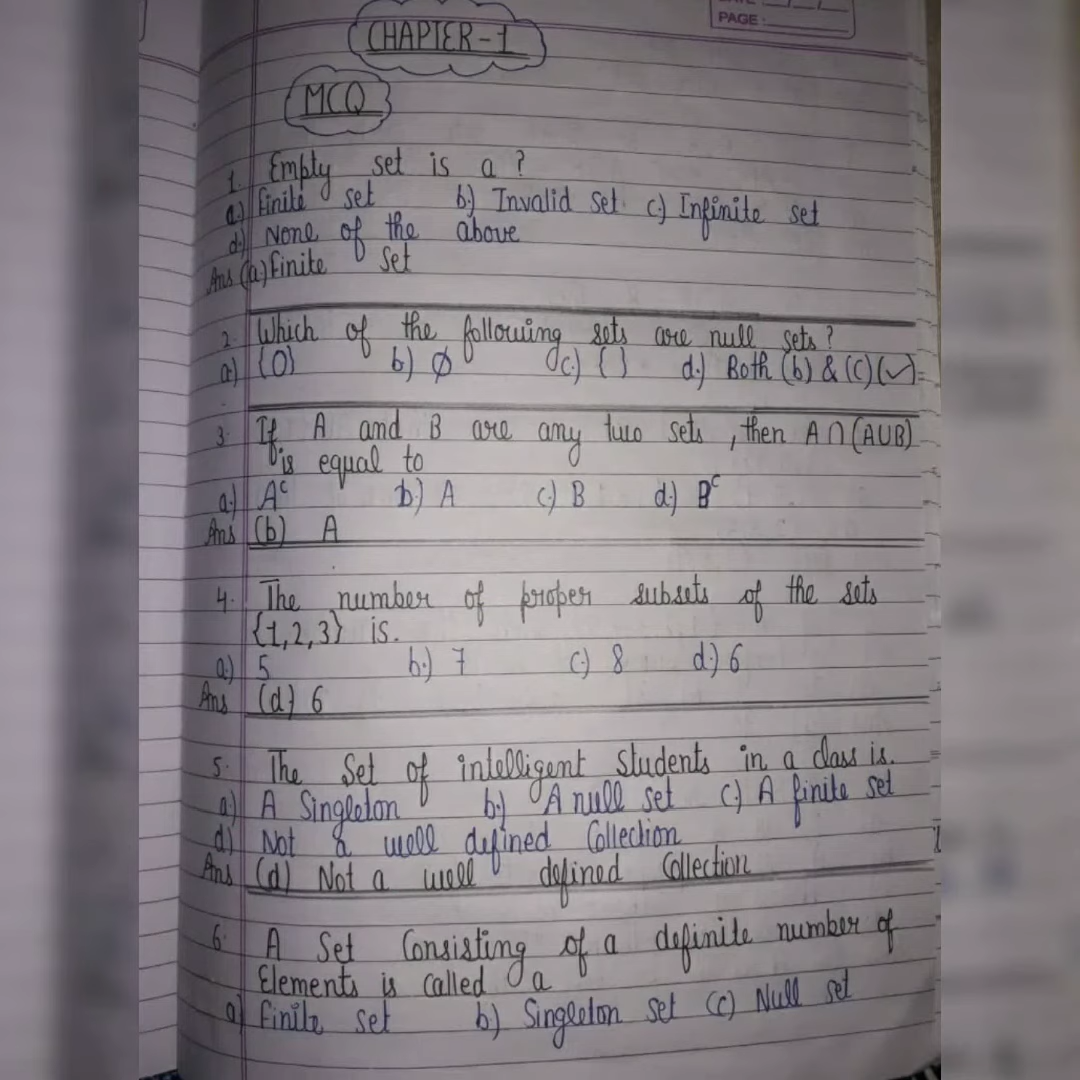 PAGE:
CHAPTER-1
MCQ
1. Empty set is a ?
a.) finite set b.) Invalid set c.) Infinite set
d.) None of the above
Ans (a) finite set
2. Which of the following sets are null sets?
a.) {0} b.) ∅ c.) { } d.) Both (b) & (c) (✓)
3. If A and B are any two sets, then A∩(A∪B)
is equal to
a.) Aᶜ b.) A c.) B d.) Bᶜ
Ans (b) A
4. The number of proper subsets of the sets
{1,2,3} is.
a.) 5 b.) 7 c.) 8 d.) 6
Ans (d) 6
5. The Set of intelligent students in a class is.
a.) A Singleton b.) A null set c.) A finite set
d.) Not a well defined Collection
Ans (d) Not a well defined Collection
6. A Set Consisting of a definite number of
Elements is called a
a) finite set b.) Singleton set (c) Null set